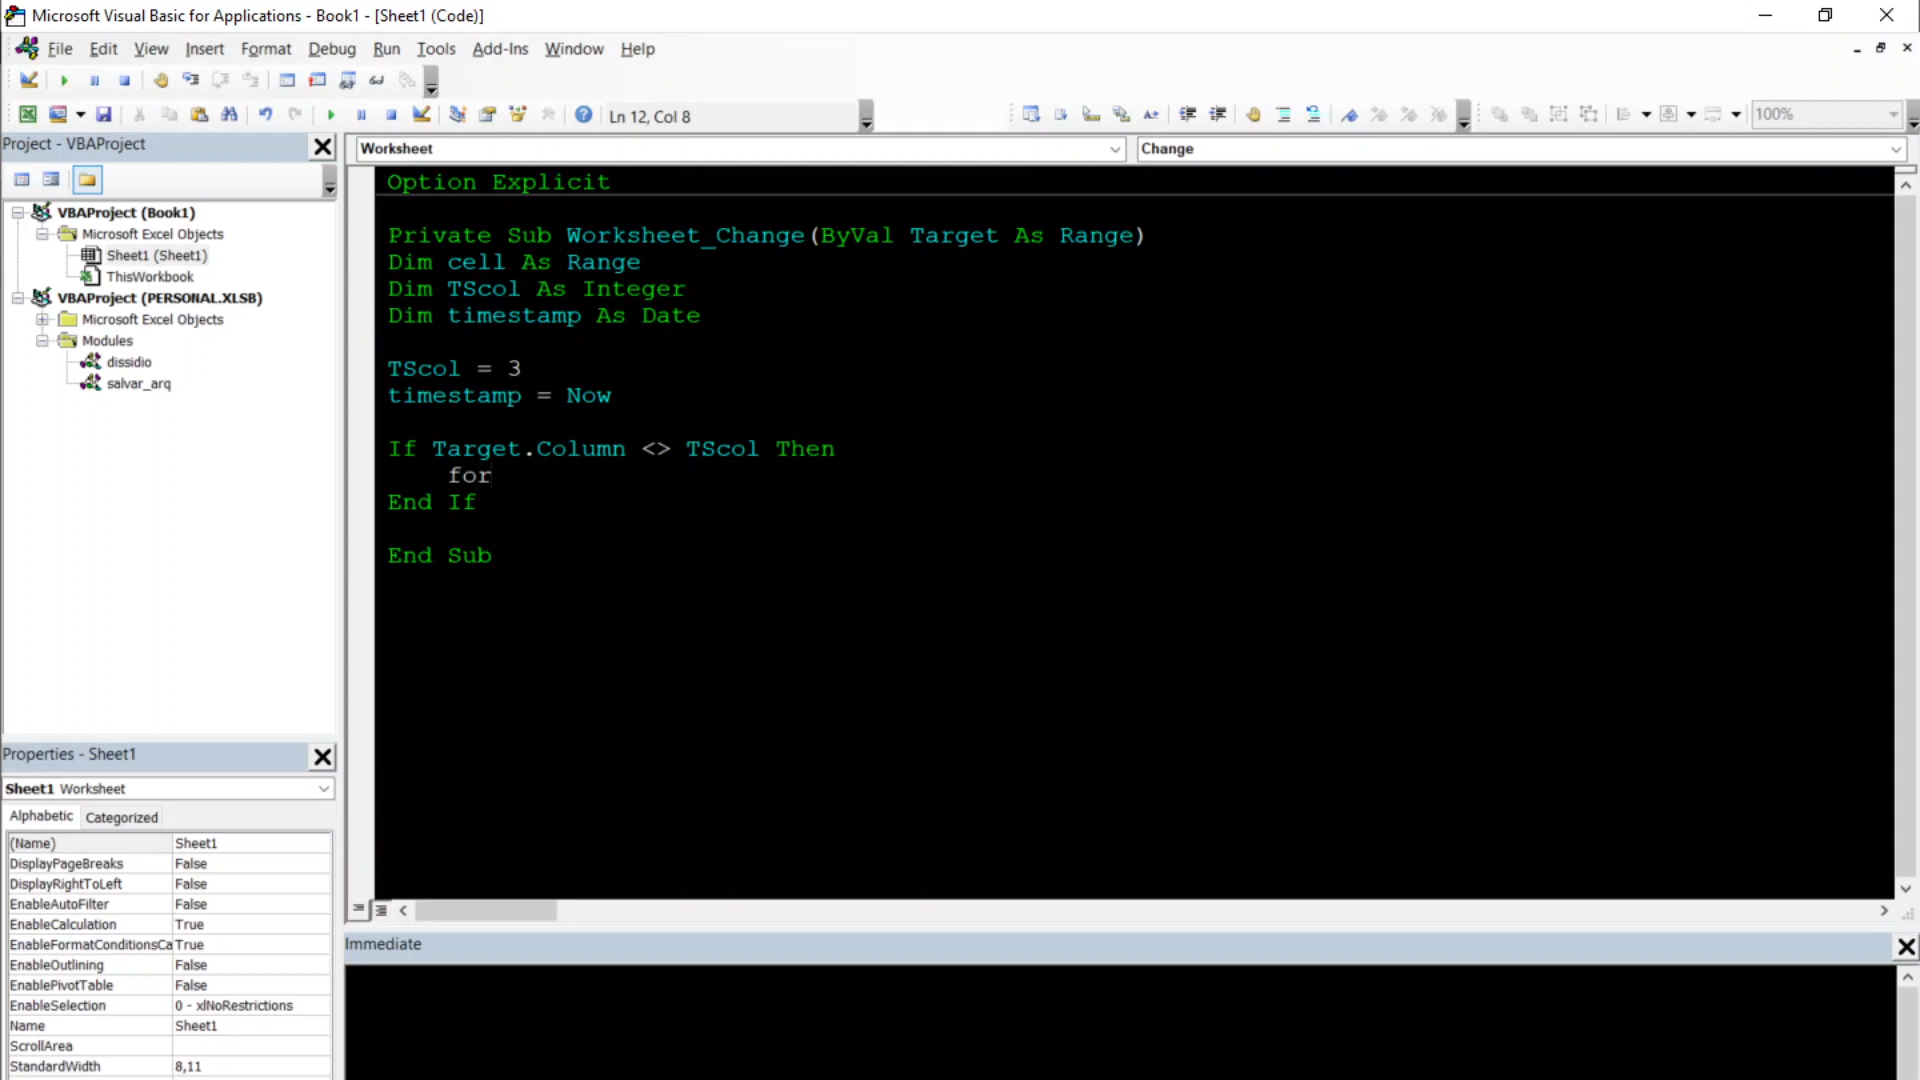 Microsoft Visual Basic for Applications - Book1 - [Sheet1 (Code)]
File Edit View Insert Format Debug Run Tools Add-Ins Window Help
Ln 12, Col 8
100%
Project - VBAProject
VBAProject (Book1)
Microsoft Excel Objects
Sheet1 (Sheet1)
ThisWorkbook
VBAProject (PERSONAL.XLSB)
Microsoft Excel Objects
Modules
dissidio
salvar_arq
Worksheet
Change
Option Explicit
Private Sub Worksheet_Change(ByVal Target As Range)
Dim cell As Range
Dim TScol As Integer
Dim timestamp As Date
TScol = 3
timestamp = Now
If Target.Column <> TScol Then
for
End If
End Sub
Properties - Sheet1
Sheet1 Worksheet
Alphabetic Categorized
(Name) Sheet1
DisplayPageBreaks False
DisplayRightToLeft False
EnableAutoFilter False
EnableCalculation True
EnableFormatConditionsCa True
EnableOutlining False
EnablePivotTable False
EnableSelection 0 - xlNoRestrictions
Name Sheet1
ScrollArea
StandardWidth 8,11
Immediate